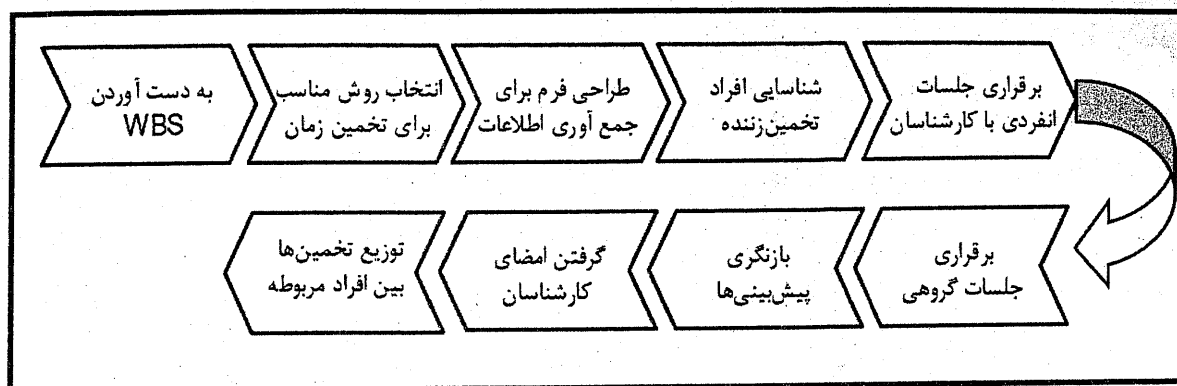 به دست آوردن
WBS
انتخاب روش مناسب
برای تخمین زمان
طراحی فرم برای
جمع آوری اطلاعات
شناسایی افراد
تخمین‌زننده
برقراری جلسات
انفرادی با کارشناسان
برقراری
جلسات گروهی
بازنگری
پیش‌بینی‌ها
گرفتن امضای
کارشناسان
توزیع تخمین‌ها
بین افراد مربوطه